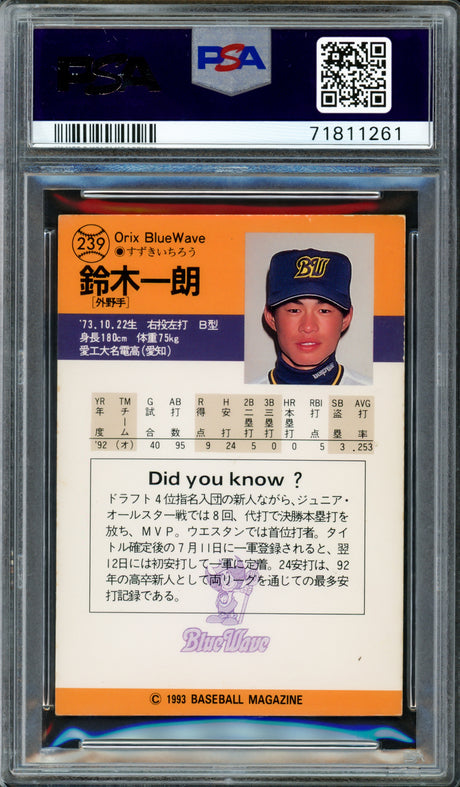 PSA
PSA
71811261
239
Orix BlueWave
●すずきいちろう
鈴木一朗
[外野手]
BW
'73.10.22生 右投左打 B型
身長180cm 体重75kg
愛工大名電高(愛知)
YR TM G AB R H 2B 3B HR RBI SB AVG
年度 チーム 試合 打数 得点 安打 二塁打 三塁打 本塁打 打点 盗塁 打率
'92 (オ) 40 95 9 24 5 0 0 5 3 .253
Did you know ?
ドラフト4位指名入団の新人ながら、ジュニア・
オールスター戦では8回、代打で決勝本塁打を
放ち、MVP。ウエスタンでは首位打者。タイ
トル確定後の7月11日に一軍登録されると、翌
12日には初安打して一軍に定着。24安打は、92
年の高卒新人として両リーグを通じての最多安
打記録である。
BlueWave
© 1993 BASEBALL MAGAZINE